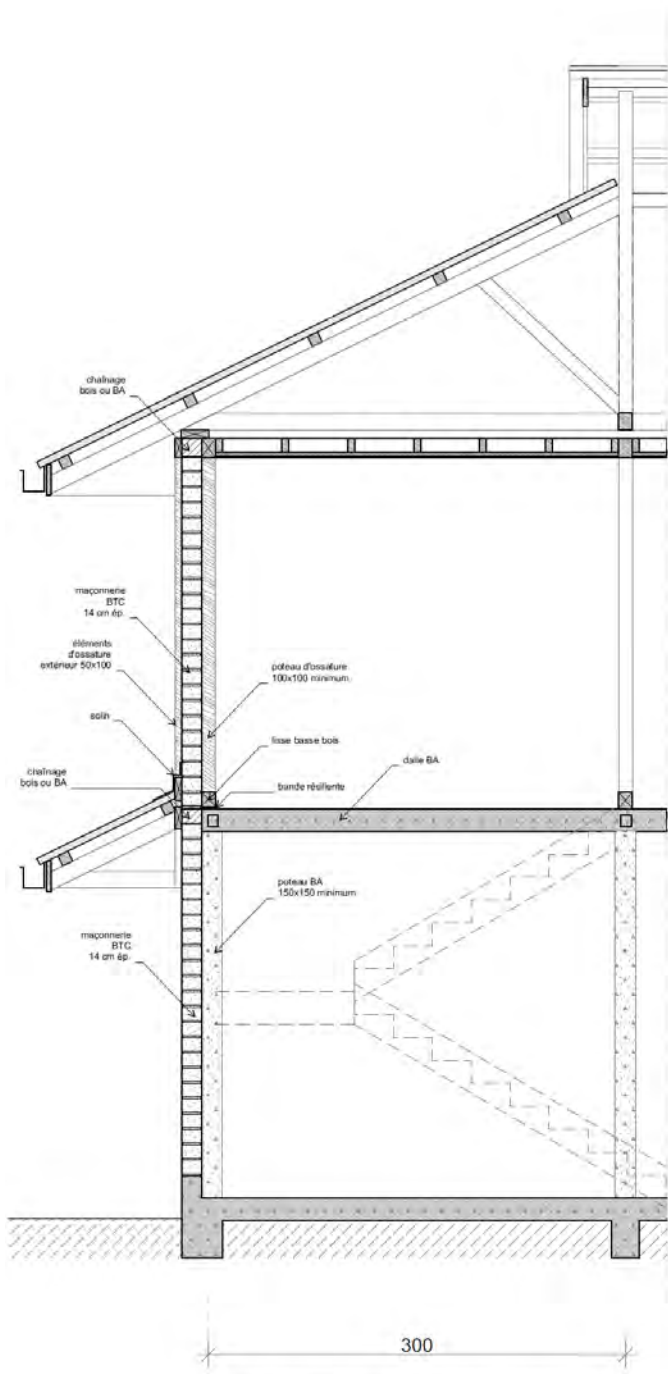 chaînage
bois ou BA
maçonnerie
BTC
14 cm ép.
éléments
d'ossature
extérieur 50x100
poteau d'ossature
100x100 minimum
solin
lisse basse bois
chaînage
bois ou BA
dalle BA
bande résiliente
poteau BA
150x150 minimum
maçonnerie
BTC
14 cm ép.
300